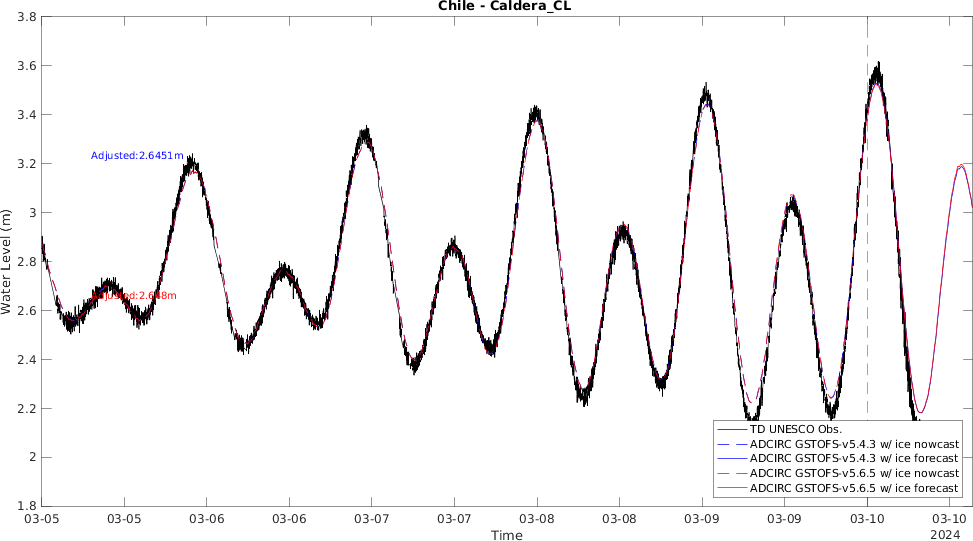 Chile - Caldera_CL
3.8
3.6
3.4
3.2
3
2.8
2.6
2.4
2.2
2
1.8
Water Level (m)
Adjusted:2.6451m
Adjusted:2.648m
TD UNESCO Obs.
ADCIRC GSTOFS-v5.4.3 w/ ice nowcast
ADCIRC GSTOFS-v5.4.3 w/ ice forecast
ADCIRC GSTOFS-v5.6.5 w/ ice nowcast
ADCIRC GSTOFS-v5.6.5 w/ ice forecast
03-05 03-05 03-06 03-06 03-07 03-07 03-08 03-08 03-09 03-09 03-10 03-10
Time
2024